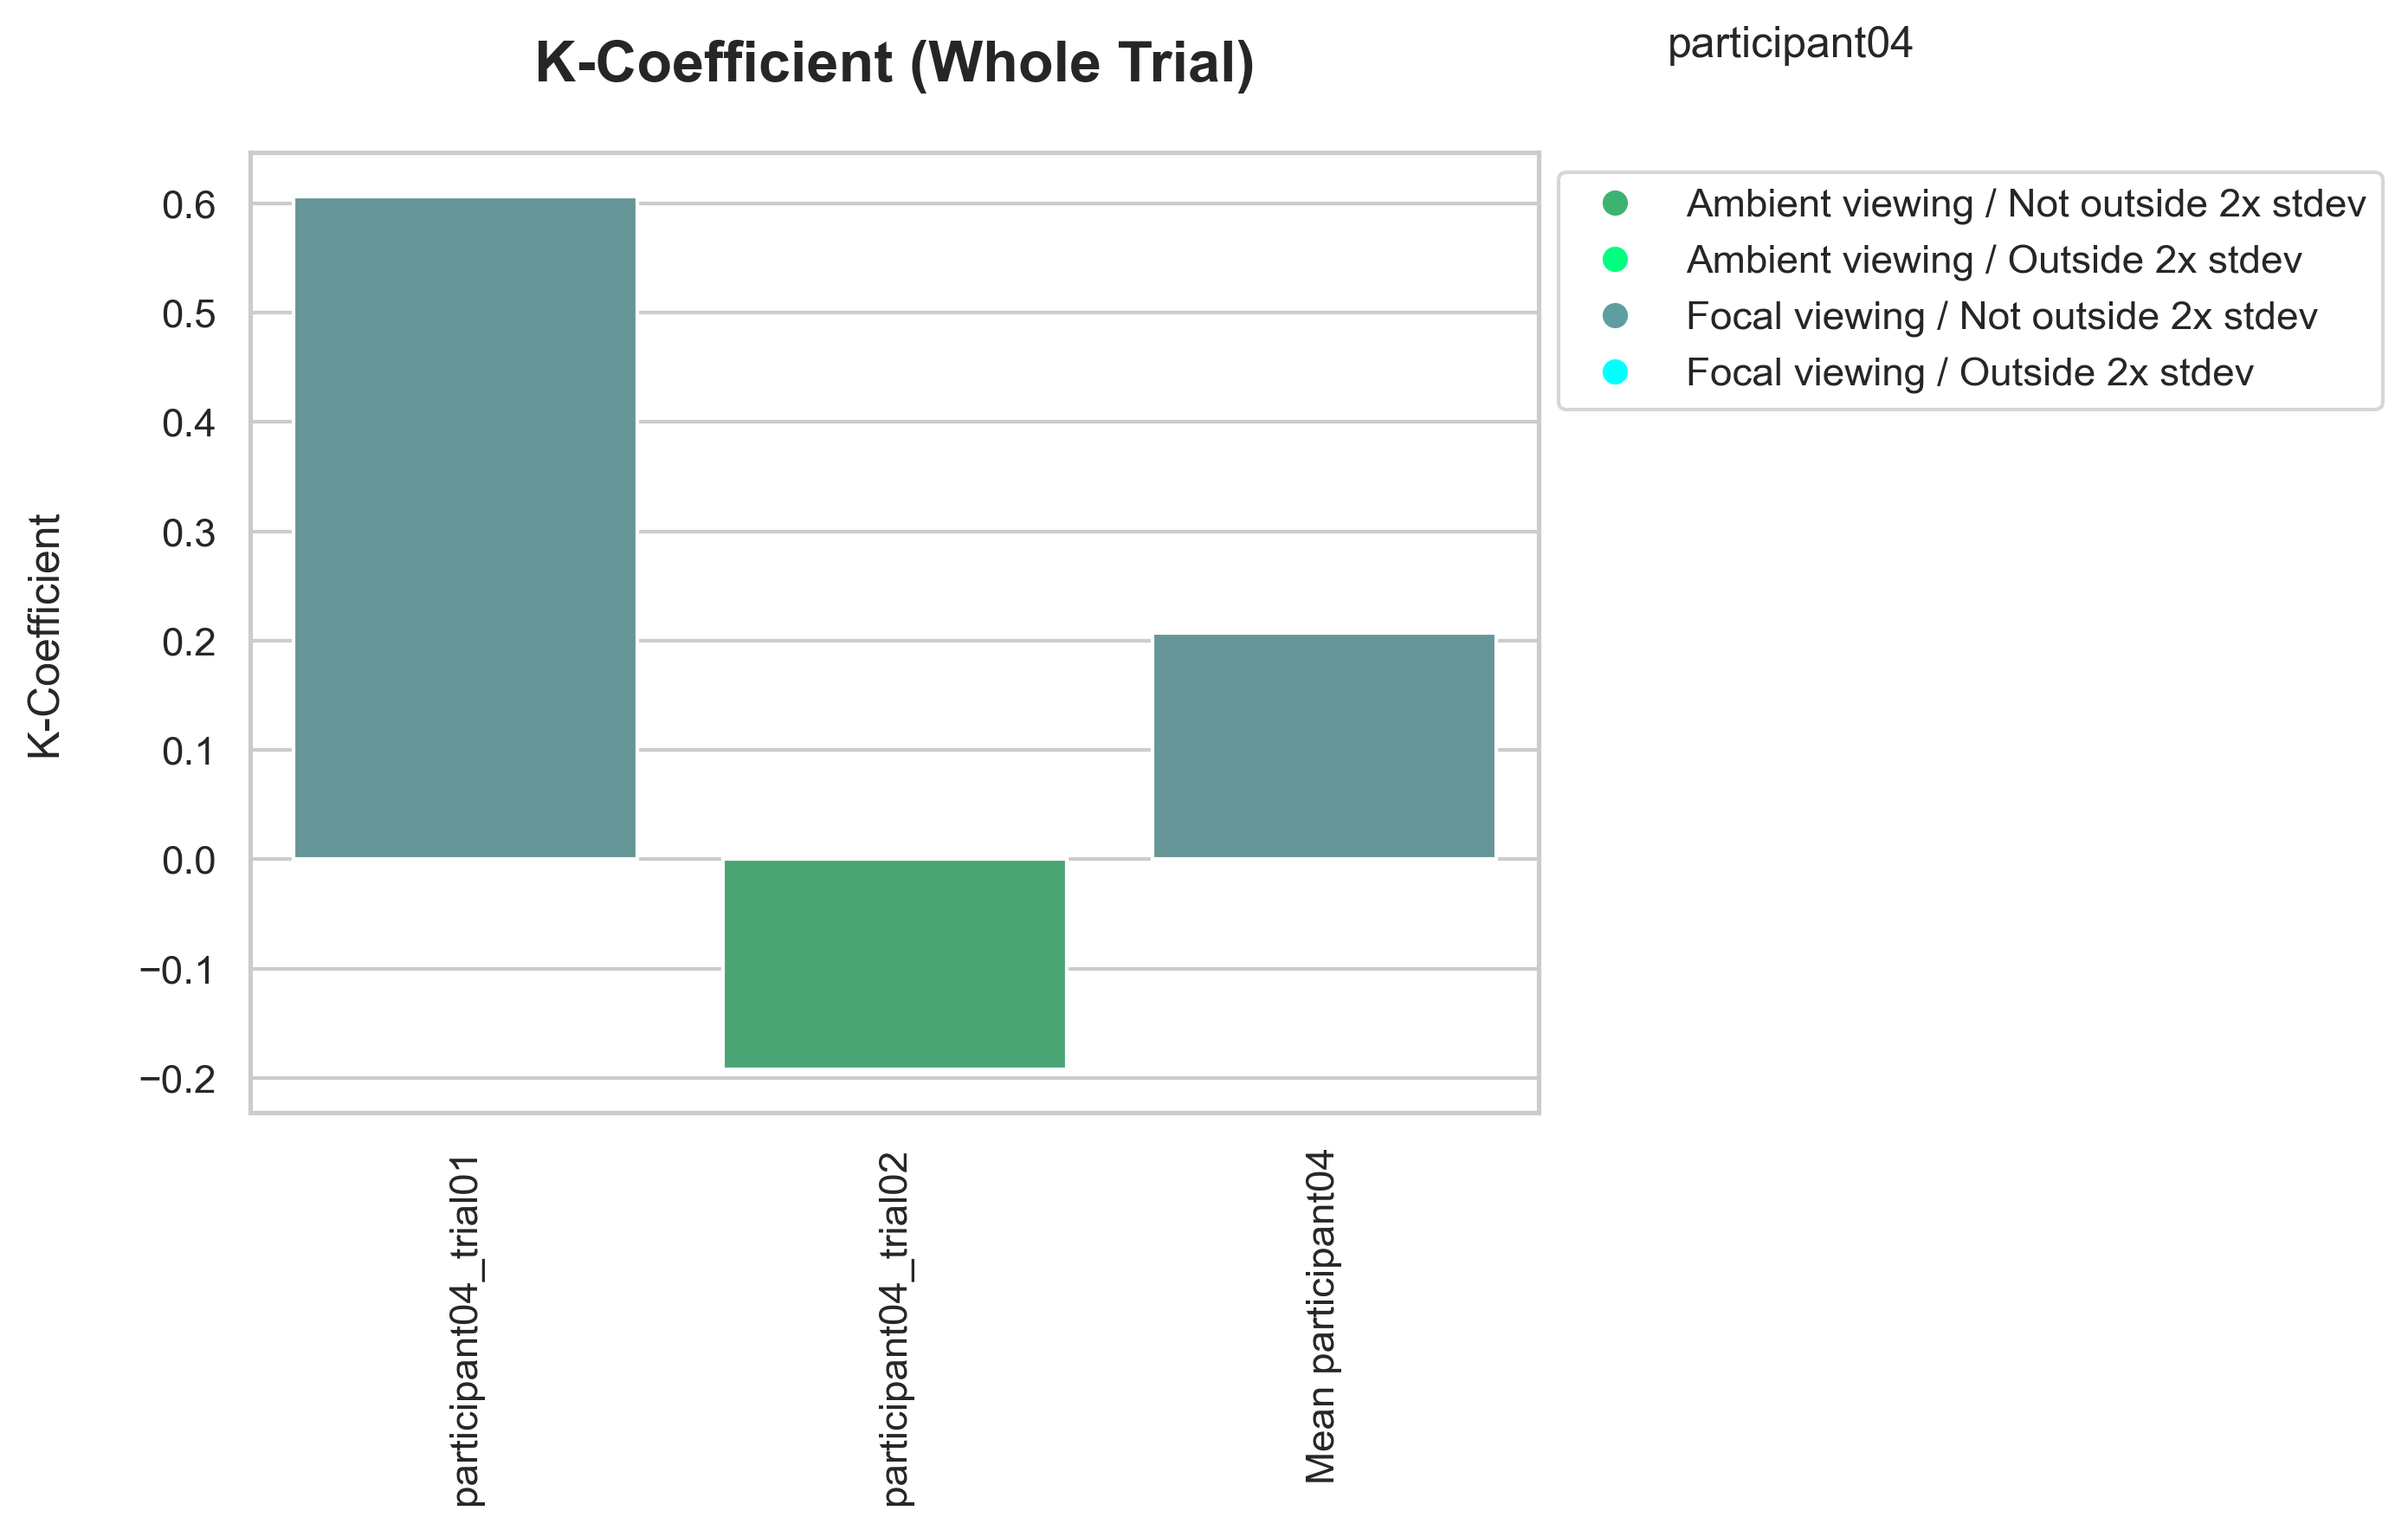 K-Coefficient (Whole Trial)
participant04
Ambient viewing / Not outside 2x stdev
Ambient viewing / Outside 2x stdev
Focal viewing / Not outside 2x stdev
Focal viewing / Outside 2x stdev
K-Coefficient
0.6
0.5
0.4
0.3
0.2
0.1
0.0
−0.1
−0.2
participant04_trial01
participant04_trial02
Mean participant04